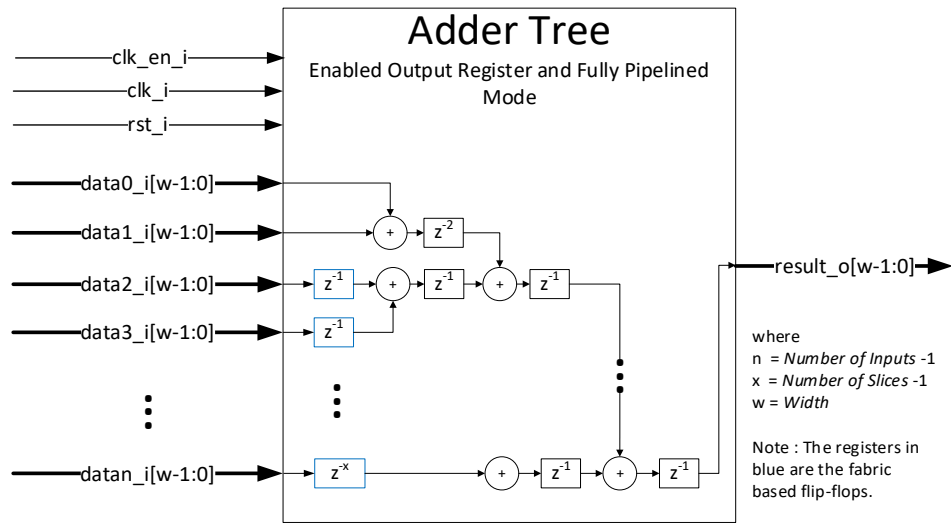 Adder Tree
Enabled Output Register and Fully Pipelined
Mode
clk_en_i
clk_i
rst_i
data0_i[w-1:0]
data1_i[w-1:0]
+
z-2
data2_i[w-1:0]
z-1
+
z-1
+
z-1
result_o[w-1:0]
data3_i[w-1:0]
z-1
where
n = Number of Inputs -1
x = Number of Slices -1
w = Width
Note : The registers in
blue are the fabric
based flip-flops.
datan_i[w-1:0]
z-x
+
z-1
+
z-1